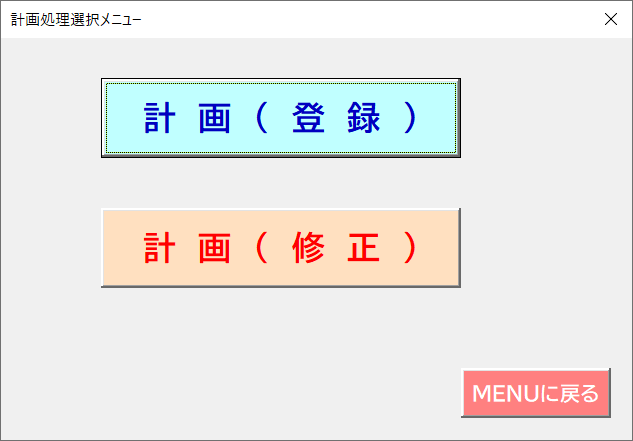 計画処理選択ﾒﾆｭｰ
計 画 ( 登 録 )
計 画 ( 修 正 )
MENUに戻る